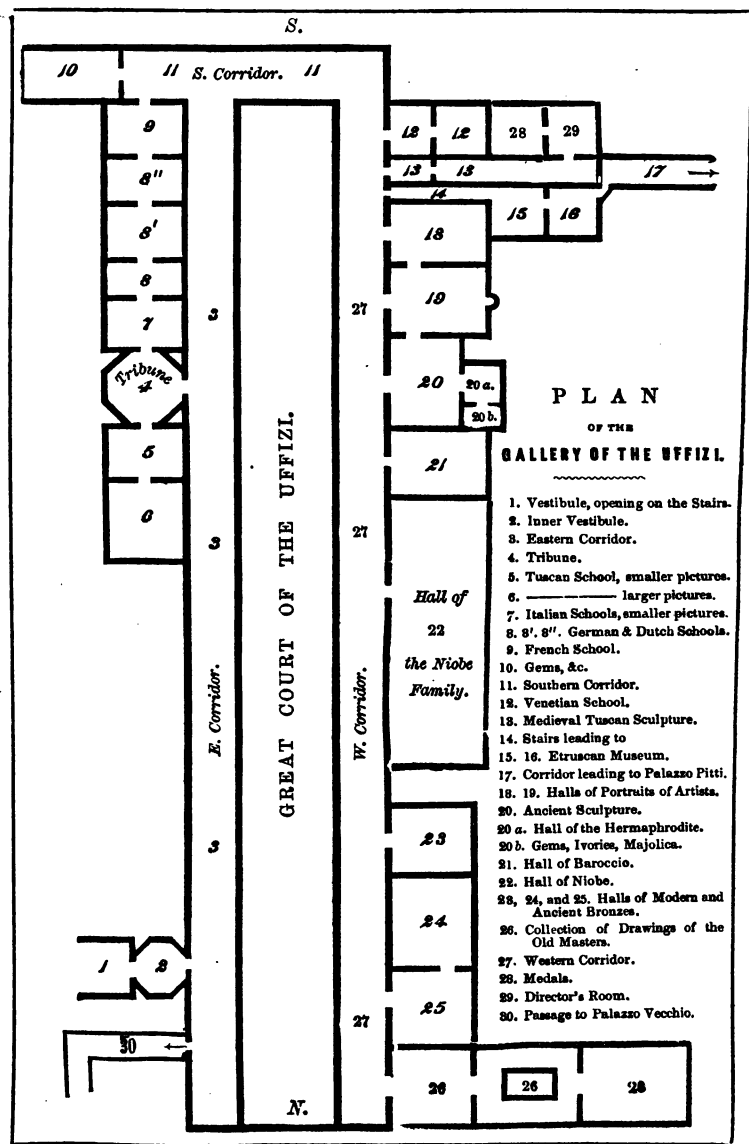 S.
10
11
S. Corridor.
11
9
12
12
28
29
8"
13
13
17
14
8'
18
15
16
8
3
27
19
7
Tribune
4
20
20 a.
20 b.
5
21
6
3
27
Hall of
22
the Niobe
Family.
E. Corridor.
GREAT COURT OF THE UFFIZI.
W. Corridor.
3
23
24
1
2
25
27
30
26
26
28
N.
PLAN
OF THE
GALLERY OF THE UFFIZI.
1. Vestibule, opening on the Stairs.
2. Inner Vestibule.
3. Eastern Corridor.
4. Tribune.
5. Tuscan School, smaller pictures.
6. ———— larger pictures.
7. Italian Schools, smaller pictures.
8. 8'. 8". German & Dutch Schools.
9. French School.
10. Gems, &c.
11. Southern Corridor.
12. Venetian School.
13. Medieval Tuscan Sculpture.
14. Stairs leading to
15. 16. Etruscan Museum.
17. Corridor leading to Palazzo Pitti.
18. 19. Halls of Portraits of Artists.
20. Ancient Sculpture.
20 a. Hall of the Hermaphrodite.
20 b. Gems, Ivories, Majolica.
21. Hall of Baroccio.
22. Hall of Niobe.
23, 24, and 25. Halls of Modern and
Ancient Bronzes.
26. Collection of Drawings of the
Old Masters.
27. Western Corridor.
28. Medals.
29. Director's Room.
30. Passage to Palazzo Vecchio.